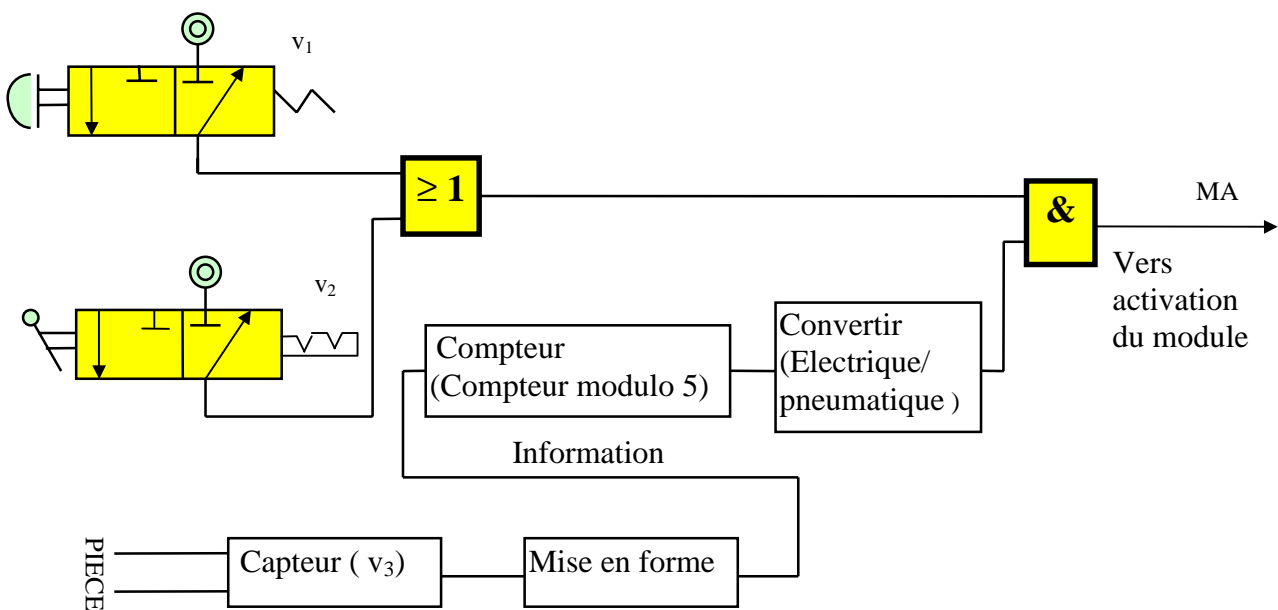 v₁
≥ 1
&
MA
Vers
activation
du module
v₂
Compteur
(Compteur modulo 5)
Convertir
(Electrique/
pneumatique )
Information
PIECE
Capteur ( v₃)
Mise en forme